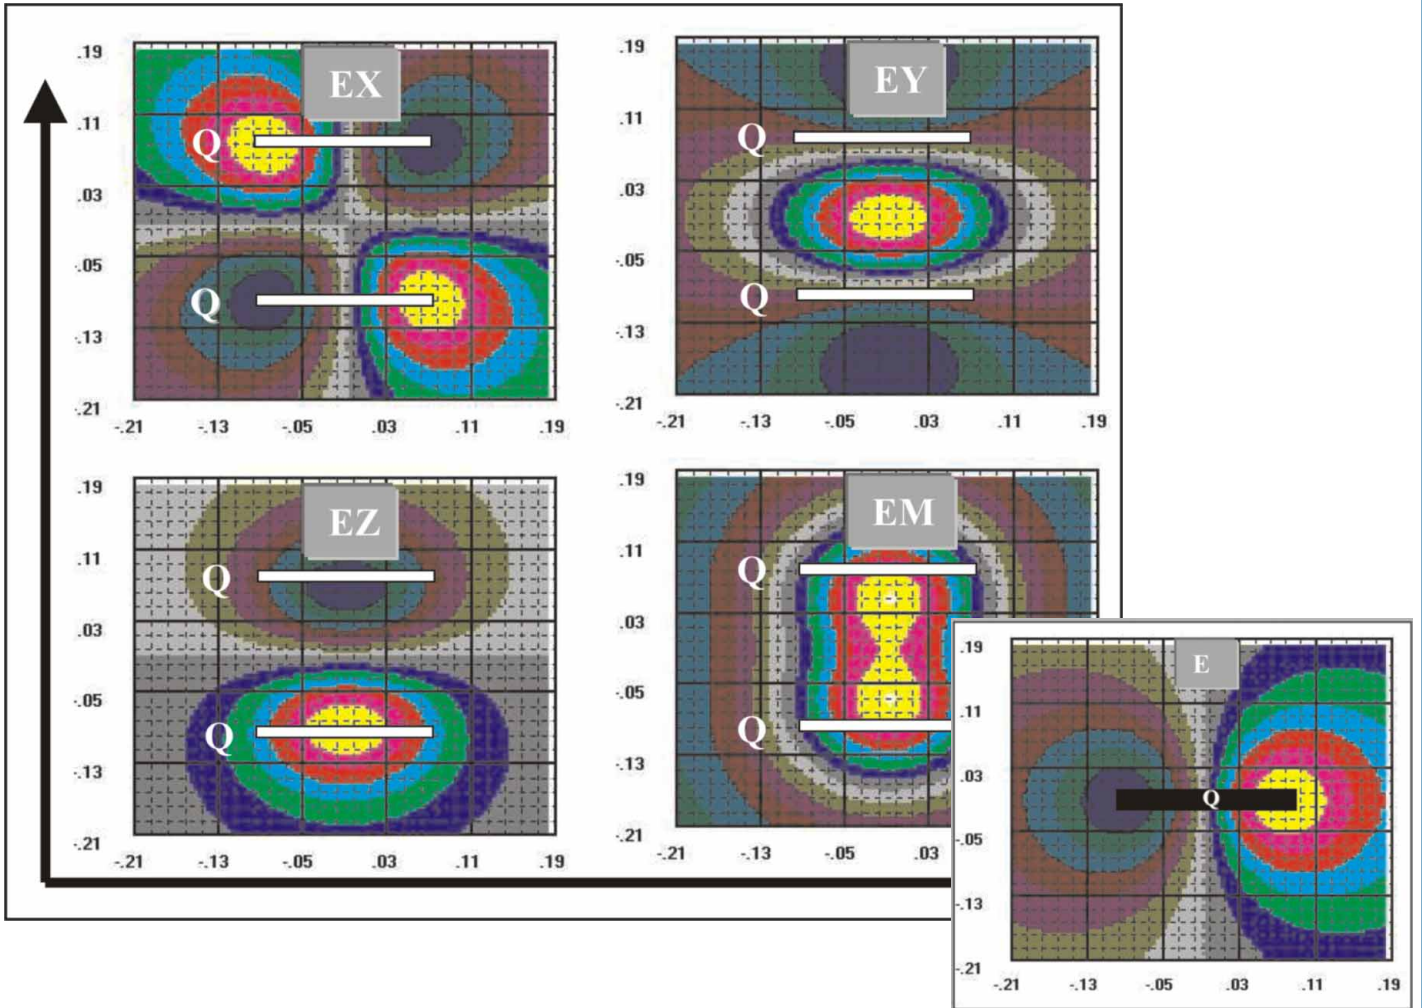 EX
.19
.11
.03
-.05
-.13
-.21
Q
Q
-.21 -.13 -.05 .03 .11 .19
EY
.19
.11
.03
-.05
-.13
-.21
Q
Q
-.21 -.13 -.05 .03 .11 .19
EZ
.19
.11
.03
-.05
-.13
-.21
Q
Q
-.21 -.13 -.05 .03 .11 .19
EM
.19
.11
.03
-.05
-.13
-.21
Q
Q
-.21 -.13 -.05 .03
E
.19
.11
.03
-.05
-.13
-.21
Q
-.21 -.13 -.05 .03 .11 .19